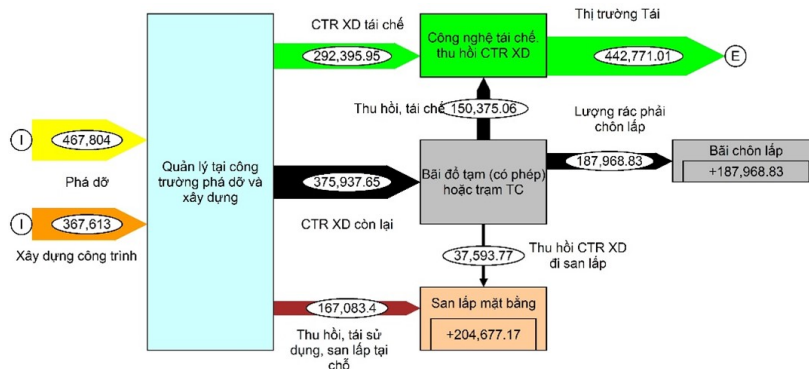 CTR XD tái chế
292,395.95
Công nghệ tái chế.
thu hồi CTR XD
Thị trường Tái
442,771.01
E
Thu hồi, tái chế
150,375.06
I
467,804
Phá dỡ
Quản lý tại công
trường phá dỡ và
xây dựng
375,937.65
CTR XD còn lại
Bãi đổ tạm (có phép)
hoặc trạm TC
Lượng rác phải
chôn lấp
187,968.83
Bãi chôn lấp
+187,968.83
I
367,613
Xây dựng công trình
37,593.77
Thu hồi CTR XD
đi san lấp
167,083.4
Thu hồi, tái sử
dụng, san lấp tại
chỗ
San lấp mặt bằng
+204,677.17